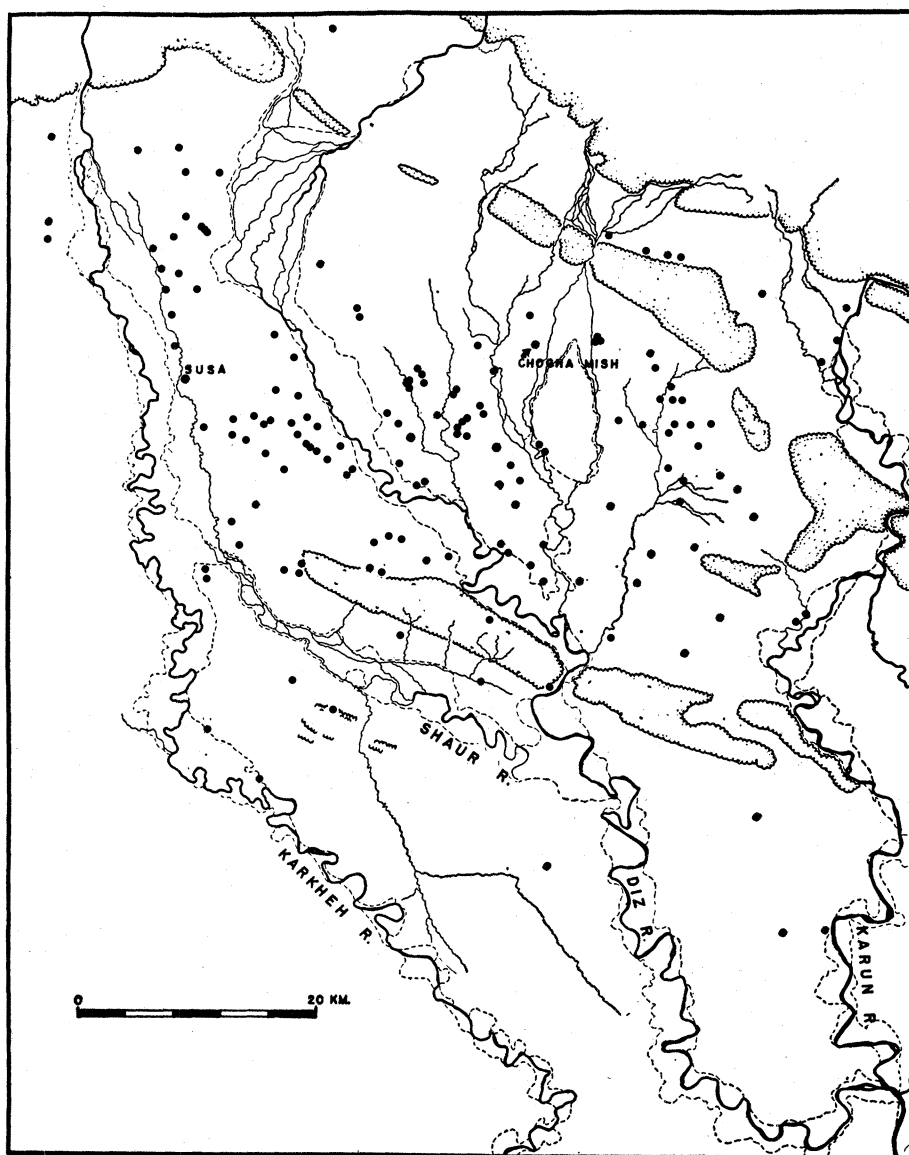 SUSA
CHOGHA MISH
SHAUR R.
KARKHEH R.
DIZ R.
KARUN R.
0 20 KM.